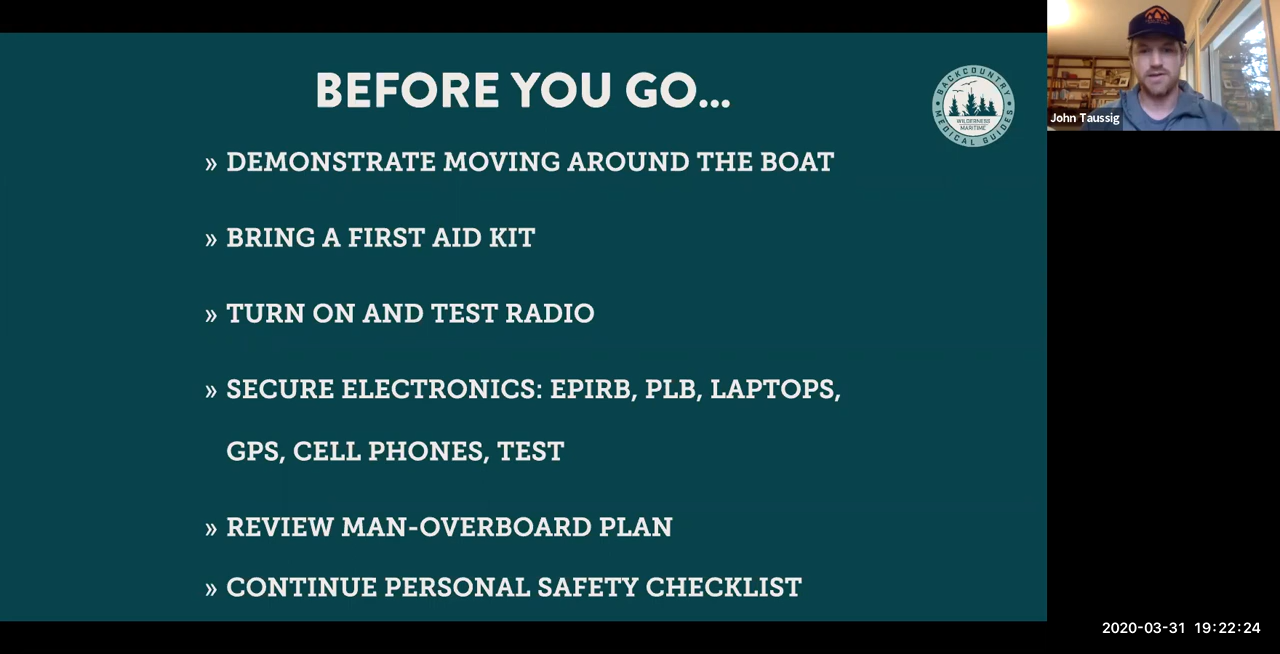 BEFORE YOU GO...
BACKCOUNTRY
WILDERNESS
MARITIME
MEDICAL GUIDES
John Taussig
» DEMONSTRATE MOVING AROUND THE BOAT
» BRING A FIRST AID KIT
» TURN ON AND TEST RADIO
» SECURE ELECTRONICS: EPIRB, PLB, LAPTOPS,
GPS, CELL PHONES, TEST
» REVIEW MAN-OVERBOARD PLAN
» CONTINUE PERSONAL SAFETY CHECKLIST
2020-03-31 19:22:24